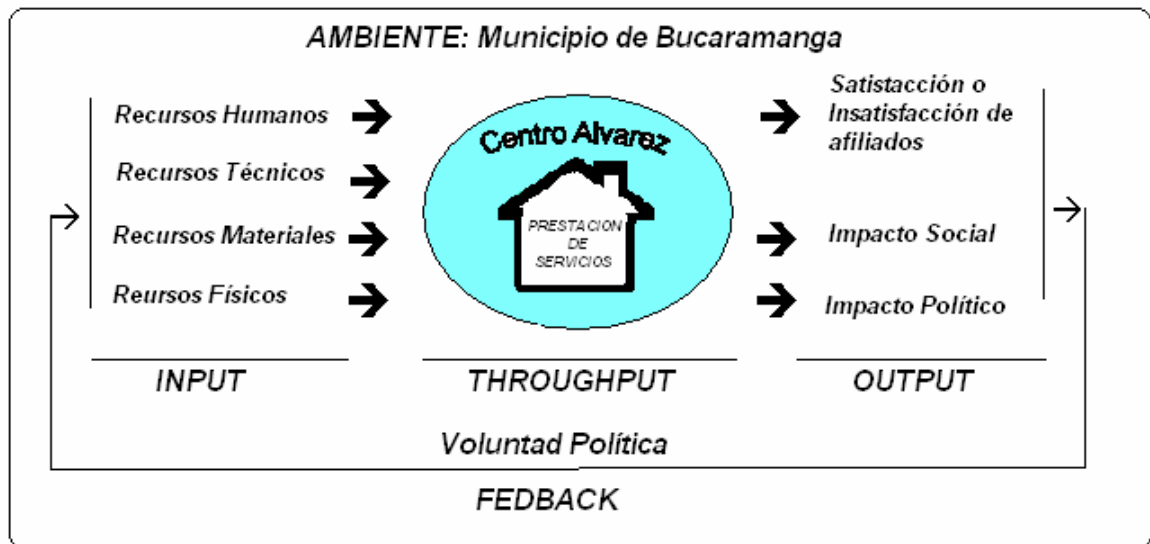 AMBIENTE: Municipio de Bucaramanga
Recursos Humanos
Recursos Técnicos
Recursos Materiales
Reursos Físicos
Centro Alvarez
PRESTACION
DE
SERVICIOS
Satistacción o
Insatisfacción de
afiliados
Impacto Social
Impacto Político
INPUT
THROUGHPUT
OUTPUT
Voluntad Política
FEDBACK